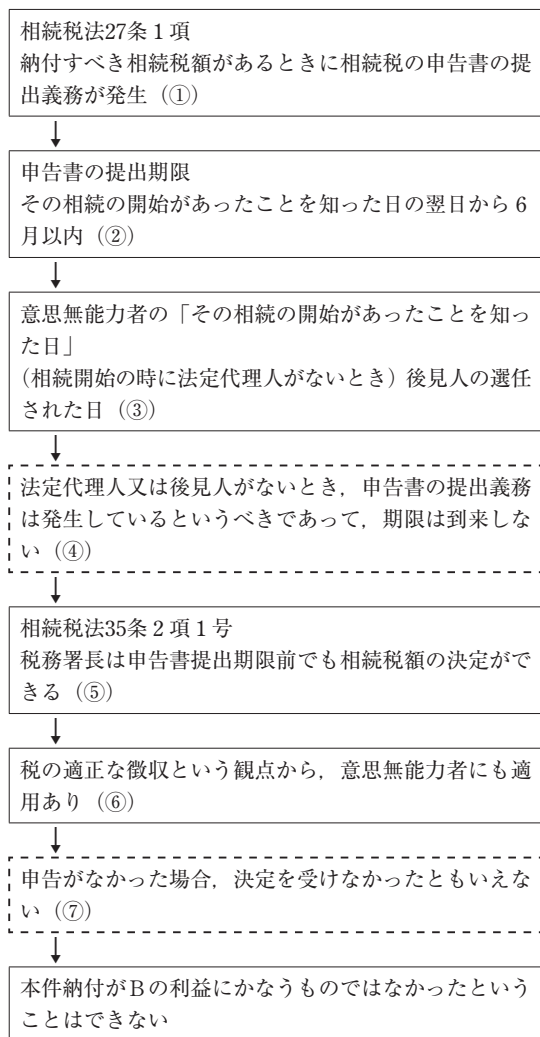 相続税法27条1項
納付すべき相続税額があるときに相続税の申告書の提
出義務が発生（①）
申告書の提出期限
その相続の開始があったことを知った日の翌日から6
月以内（②）
意思無能力者の「その相続の開始があったことを知っ
た日」
（相続開始の時に法定代理人がないとき）後見人の選任
された日（③）
法定代理人又は後見人がないとき，申告書の提出義務
は発生しているというべきであって，期限は到来しな
い（④）
相続税法35条2項1号
税務署長は申告書提出期限前でも相続税額の決定がで
きる（⑤）
税の適正な徴収という観点から，意思無能力者にも適
用あり（⑥）
申告がなかった場合，決定を受けなかったともいえな
い（⑦）
本件納付がBの利益にかなうものではなかったという
ことはできない